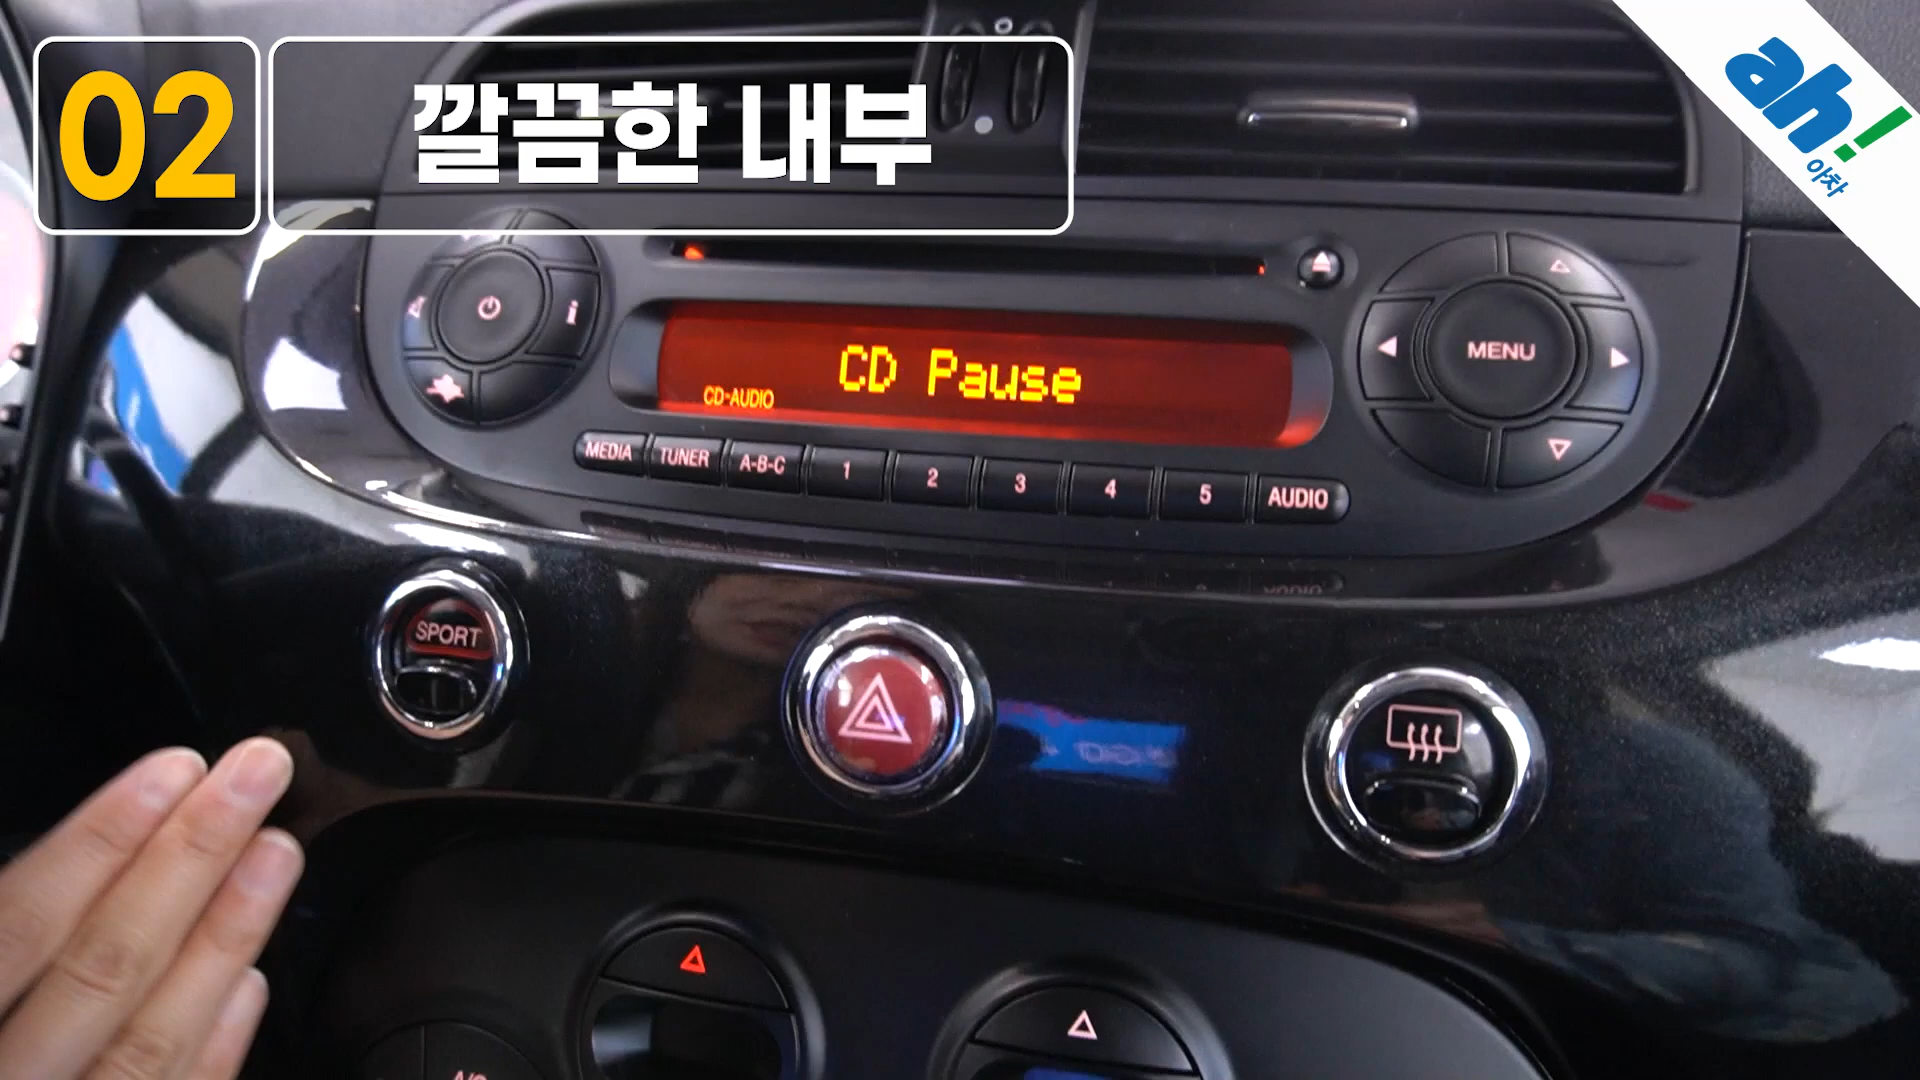 02 깔끔한 내부
ah!
아차
i
MENU
CD Pause
CD-AUDIO
MEDIA TUNER A-B-C 1 2 3 4 5 AUDIO
SPORT